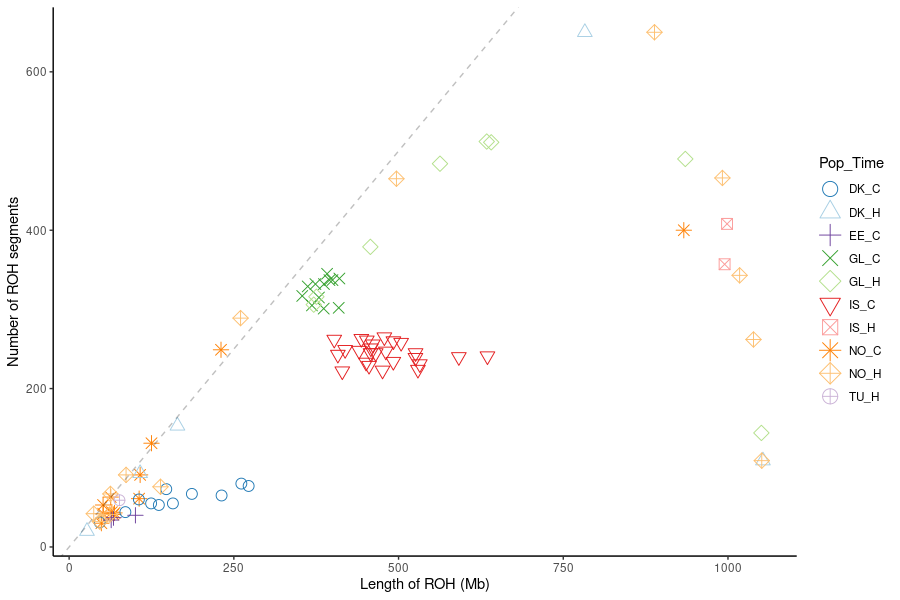 Number of ROH segments
600
400
200
0
0 250 500 750 1000
Length of ROH (Mb)
Pop_Time
DK_C
DK_H
EE_C
GL_C
GL_H
IS_C
IS_H
NO_C
NO_H
TU_H